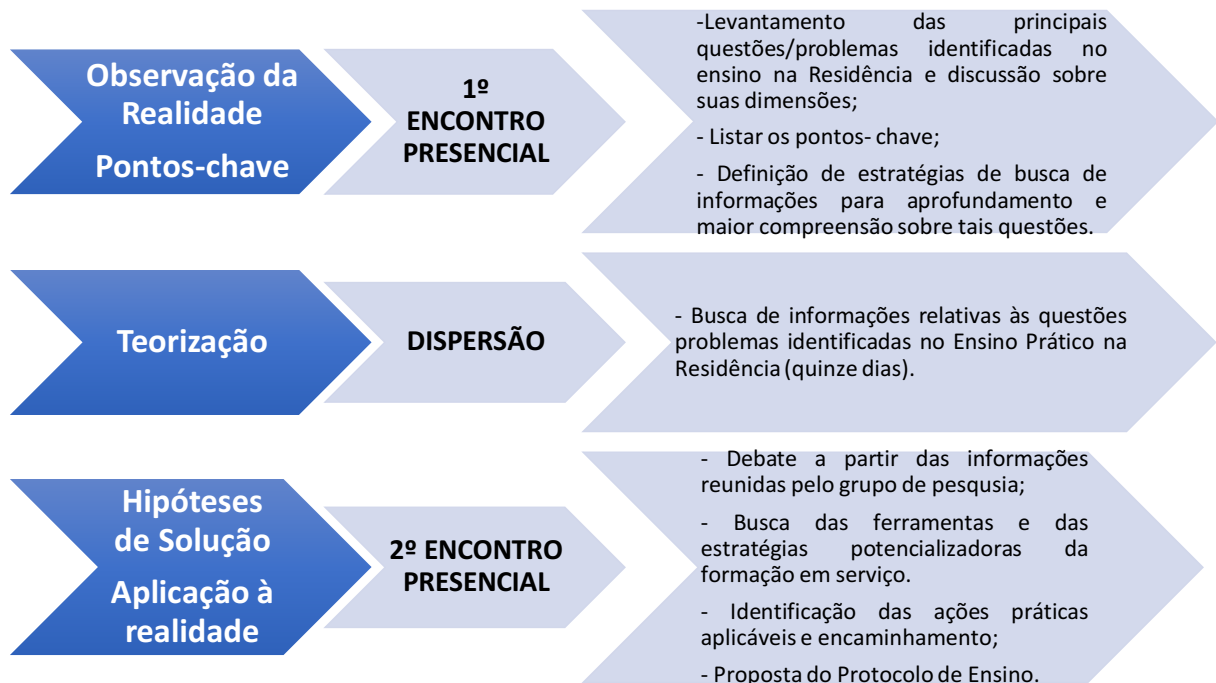 Observação da
Realidade
Pontos-chave
1º
ENCONTRO
PRESENCIAL
-Levantamento das principais
questões/problemas identificadas no
ensino na Residência e discussão sobre
suas dimensões;
- Listar os pontos- chave;
- Definição de estratégias de busca de
informações para aprofundamento e
maior compreensão sobre tais questões.
Teorização
DISPERSÃO
- Busca de informações relativas às questões
problemas identificadas no Ensino Prático na
Residência (quinze dias).
Hipóteses
de Solução
Aplicação à
realidade
2º ENCONTRO
PRESENCIAL
- Debate a partir das informações
reunidas pelo grupo de pesqusia;
- Busca das ferramentas e das
estratégias potencializadoras da
formação em serviço.
- Identificação das ações práticas
aplicáveis e encaminhamento;
- Proposta do Protocolo de Ensino.